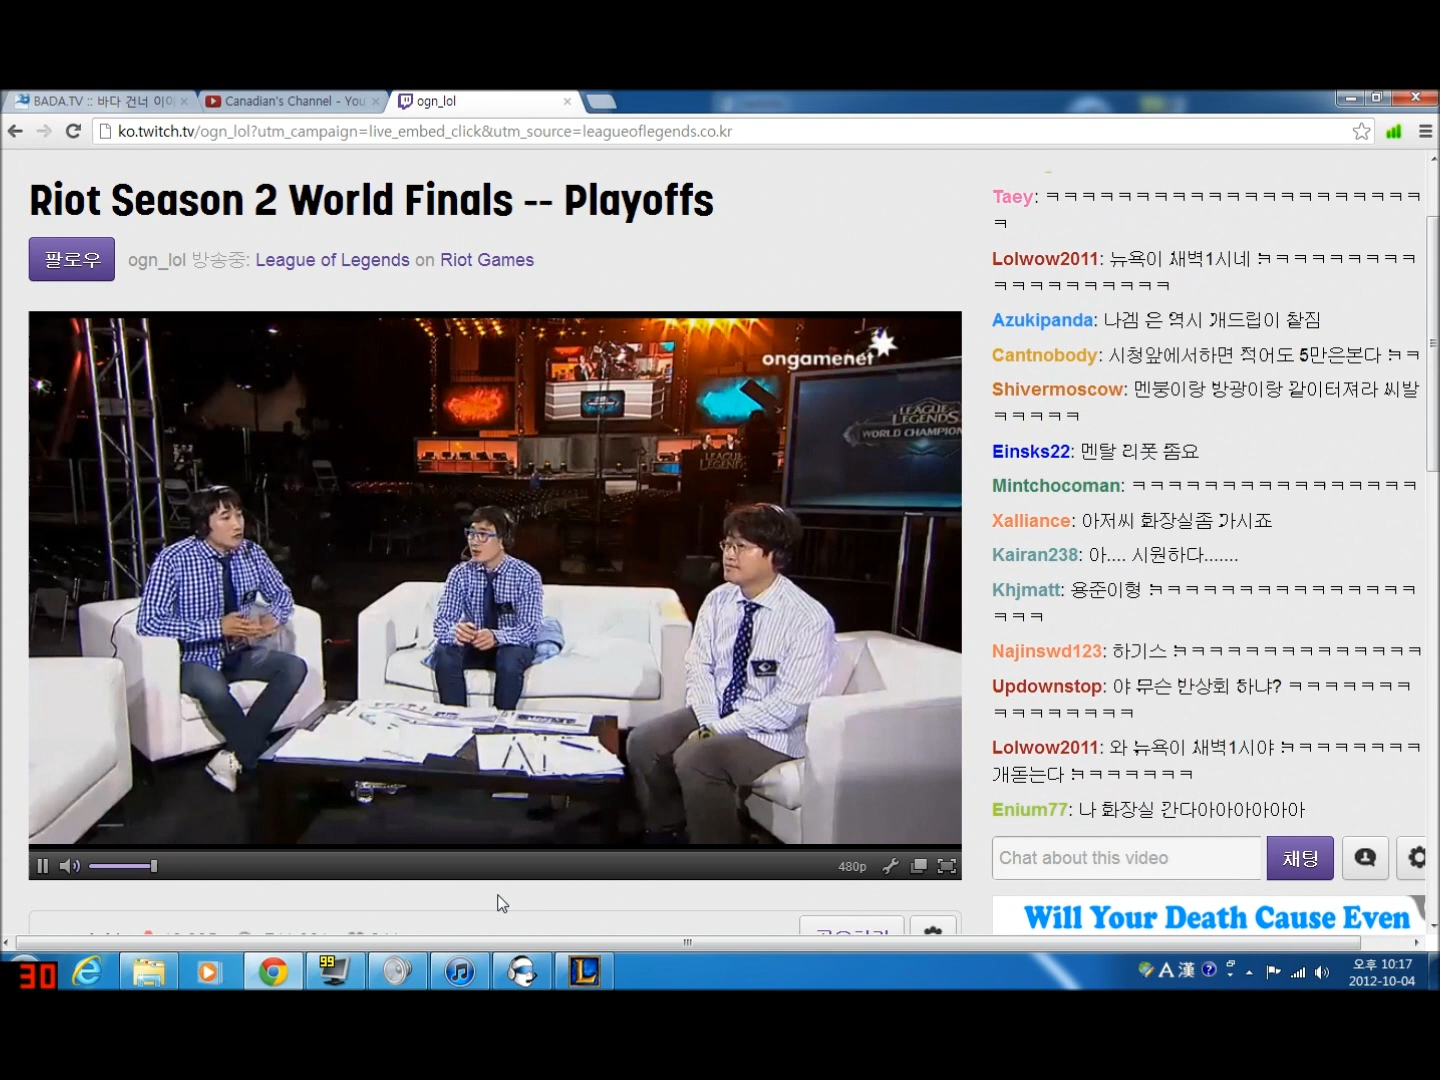 BADA.TV :: 바다 건너 이야
Canadian's Channel - You
ogn_lol
ko.twitch.tv/ogn_lol?utm_campaign=live_embed_click&utm_source=leagueoflegends.co.kr
Riot Season 2 World Finals -- Playoffs
팔로우
ogn_lol 방송중: League of Legends on Riot Games
ongamenet
LEAGUE
LEGENDS
WORLD CHAMPION
LEAGUE
LEGEND
480p
Taey: ㅋㅋㅋㅋㅋㅋㅋㅋㅋㅋㅋㅋㅋㅋㅋㅋㅋㅋㅋㅋㅋ
ㅋ
Lolwow2011: 뉴욕이 새벽1시네 ㅋㅋㅋㅋㅋㅋㅋㅋㅋ
ㅋㅋㅋㅋㅋㅋㅋㅋㅋㅋ
Azukipanda: 나겜 은 역시 개드립이 찰짐
Cantnobody: 시청앞에서하면 적어도 5만은본다 ㅋㅋ
Shivermoscow: 멘붕이랑 방광이랑 같이터져라 씨발
ㅋㅋㅋㅋㅋ
Einsks22: 멘탈 리폿 좀요
Mintchocoman: ㅋㅋㅋㅋㅋㅋㅋㅋㅋㅋㅋㅋㅋㅋㅋㅋ
Xalliance: 아저씨 화장실좀 가시죠
Kairan238: 아.... 시원하다.......
Khjmatt: 용준이형 ㅋㅋㅋㅋㅋㅋㅋㅋㅋㅋㅋㅋㅋㅋㅋ
ㅋㅋㅋ
Najinswd123: 하기스 ㅋㅋㅋㅋㅋㅋㅋㅋㅋㅋㅋㅋㅋㅋ
Updownstop: 야 무슨 반상회 하냐? ㅋㅋㅋㅋㅋㅋㅋ
ㅋㅋㅋㅋㅋㅋㅋㅋ
Lolwow2011: 와 뉴욕이 새벽1시야 ㅋㅋㅋㅋㅋㅋㅋㅋ
개돋는다 ㅋㅋㅋㅋㅋㅋㅋ
Enium77: 나 화장실 간다아아아아아아
Chat about this video
채팅
Will Your Death Cause Even
30
99
L
A 漢
오후 10:17
2012-10-04